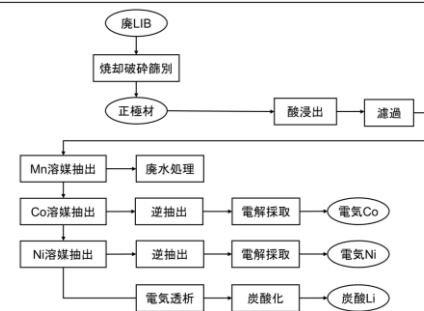 廃LIB
焼却破砕篩別
正極材
酸浸出
濾過
Mn溶媒抽出
廃水処理
Co溶媒抽出
逆抽出
電解採取
電気Co
Ni溶媒抽出
逆抽出
電解採取
電気Ni
電気透析
炭酸化
炭酸Li